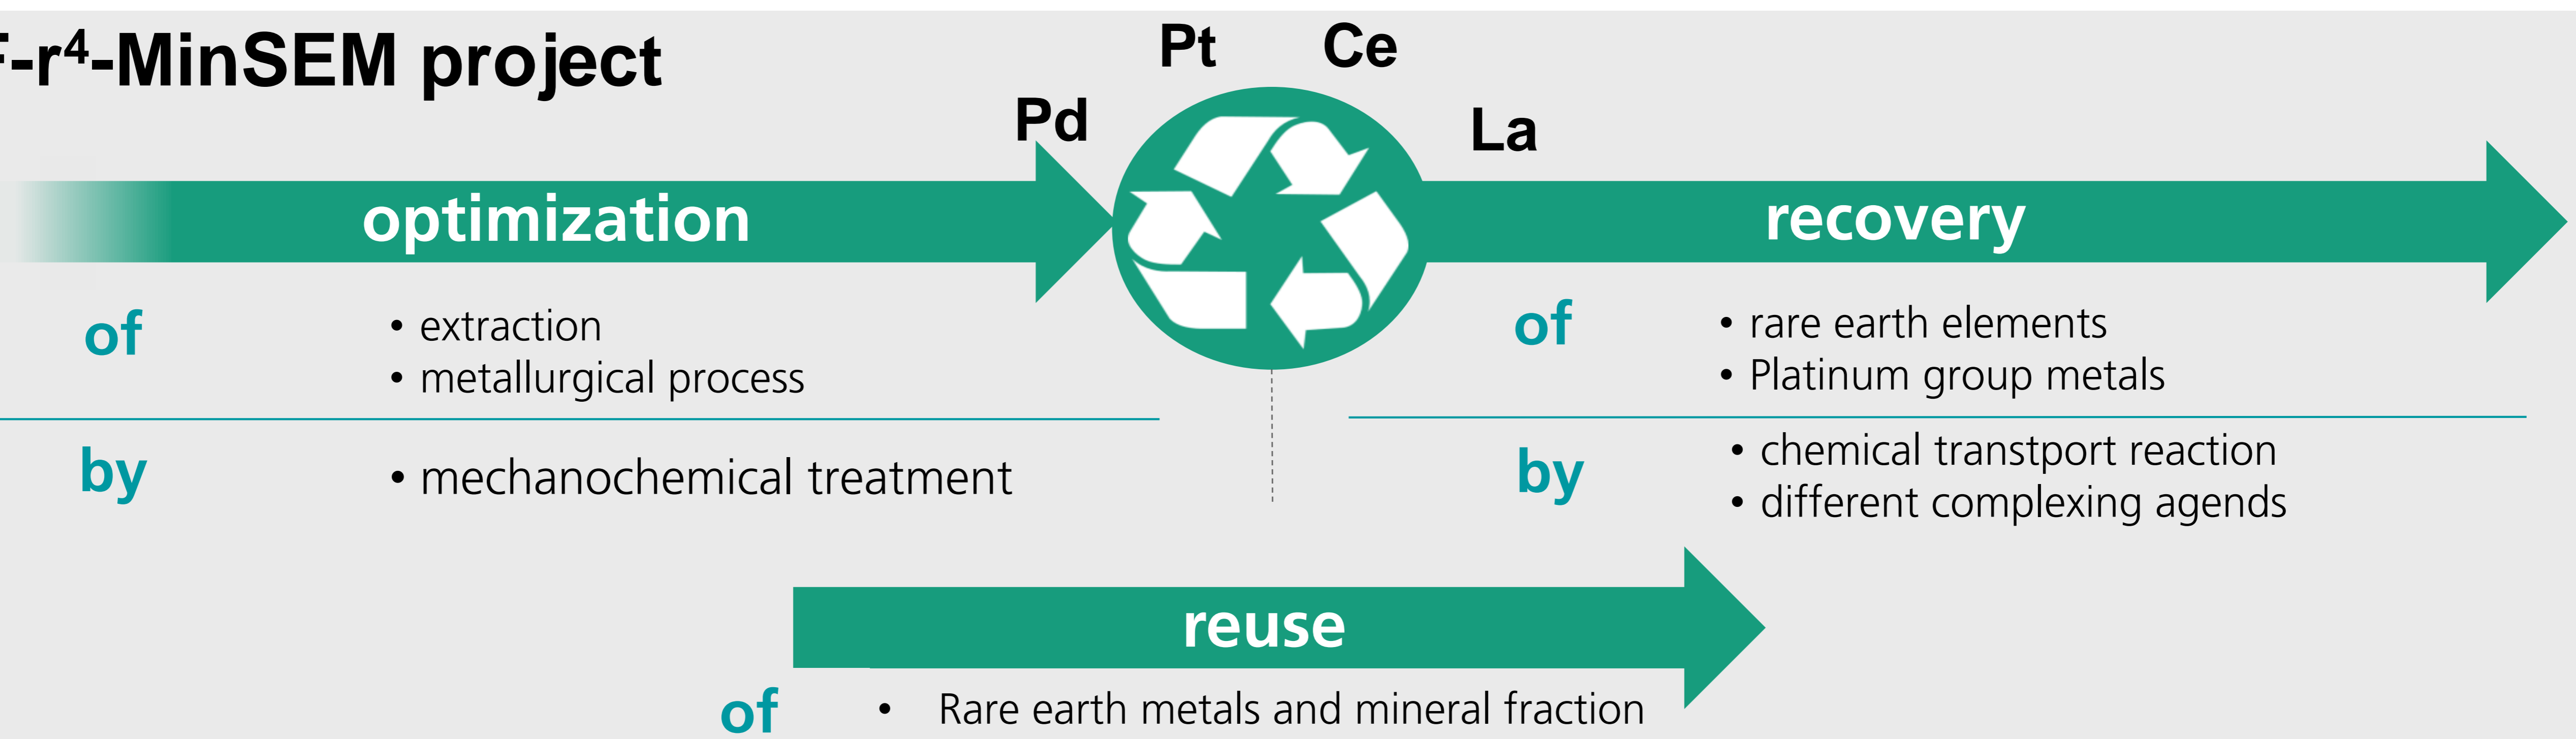 -r⁴-MinSEM project
Pt
Ce
Pd
La
optimization
recovery
of
• extraction
• metallurgical process
of
• rare earth elements
• Platinum group metals
by
• mechanochemical treatment
by
• chemical transtport reaction
• different complexing agends
reuse
of
• Rare earth metals and mineral fraction